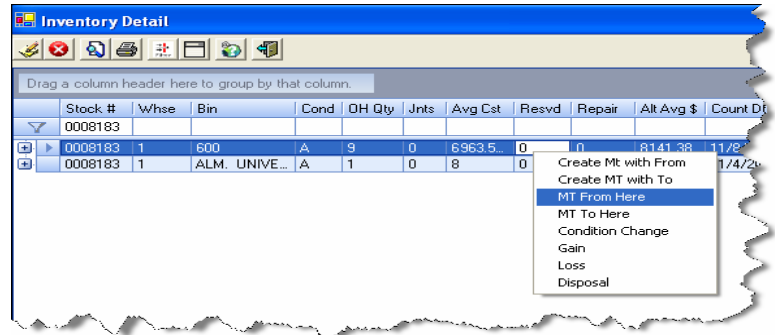 Inventory Detail
Drag a column header here to group by that column.
Stock # Whse Bin Cond OH Qty Jnts Avg Cst Resvd Repair Alt Avg $ Count Dt
0008183
0008183 1 600 A 9 0 6963.5... 0 0 8141.38 11/8
0008183 1 ALM. UNIVE... A 1 0 8 0 1/4/20
Create Mt with From
Create MT with To
MT From Here
MT To Here
Condition Change
Gain
Loss
Disposal